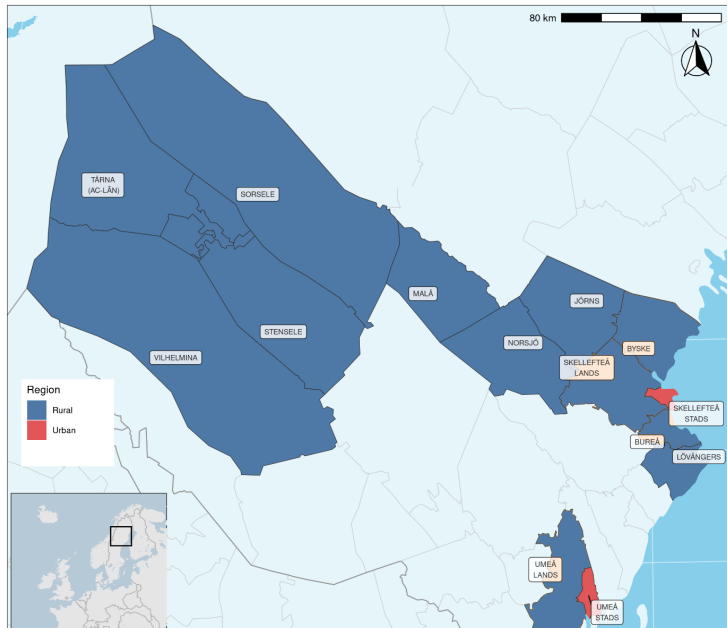 80 km
N
TÄRNA
(AC-LÄN)
SORSELE
MALÅ
JÖRNS
STENSELE
NORSJÖ
BYSKE
VILHELMINA
SKELLEFTEÅ
LANDS
Region
Rural
Urban
SKELLEFTEÅ
STADS
BUREÅ
LÖVÅNGERS
UMEÅ
LANDS
UMEÅ
STADS